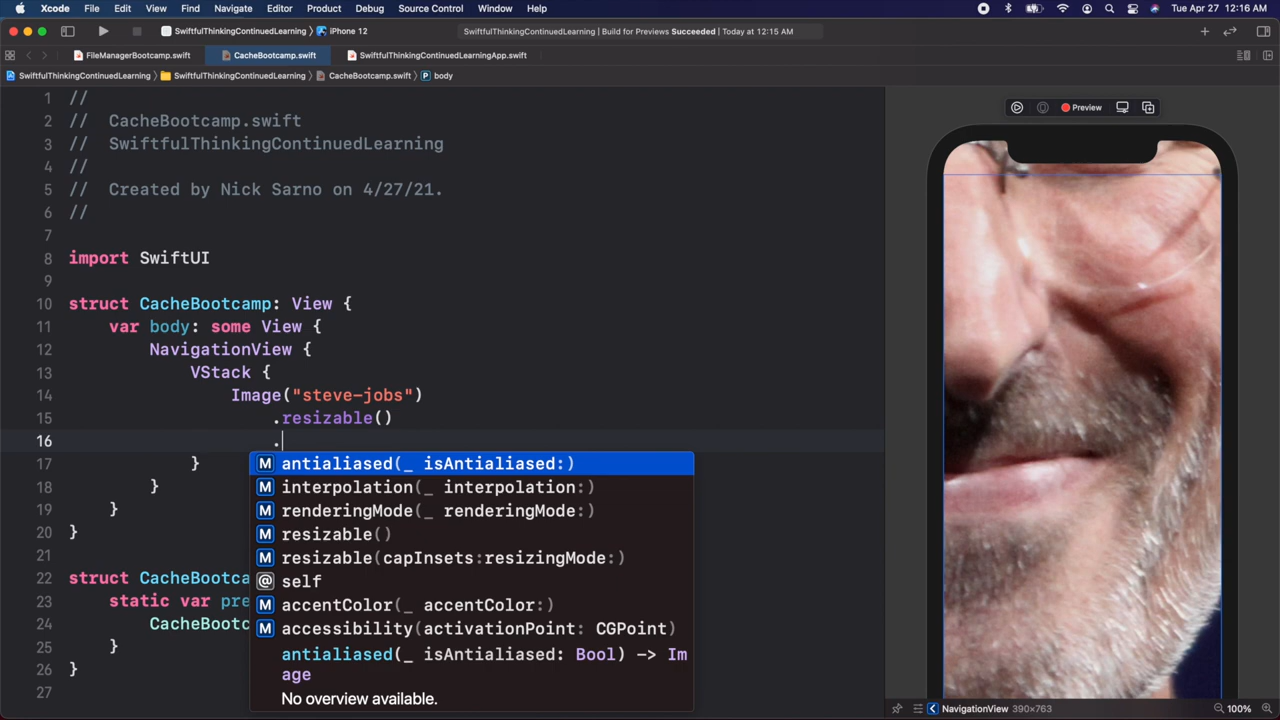 Xcode File Edit View Find Navigate Editor Product Debug Source Control Window Help Tue Apr 27 12:16 AM
SwiftfulThinkingContinuedLearning iPhone 12 SwiftfulThinkingContinuedLearning | Build for Previews Succeeded | Today at 12:15 AM
FileManagerBootcamp.swift CacheBootcamp.swift SwiftfulThinkingContinuedLearningApp.swift
SwiftfulThinkingContinuedLearning SwiftfulThinkingContinuedLearning CacheBootcamp.swift P body
1 //
2 // CacheBootcamp.swift
3 // SwiftfulThinkingContinuedLearning
4 //
5 // Created by Nick Sarno on 4/27/21.
6 //
7
8 import SwiftUI
9
10 struct CacheBootcamp: View {
11 var body: some View {
12 NavigationView {
13 VStack {
14 Image("steve-jobs")
15 .resizable()
16 .
17 }
18 }
19 }
20 }
21
22 struct CacheBootca
23 static var pre
24 CacheBootc
25 }
26 }
27
M antialiased(_ isAntialiased:)
M interpolation(_ interpolation:)
M renderingMode(_ renderingMode:)
M resizable()
M resizable(capInsets:resizingMode:)
@ self
M accentColor(_ accentColor:)
M accessibility(activationPoint: CGPoint)
antialiased(_ isAntialiased: Bool) -> Im
age
No overview available.
Preview
NavigationView 390×763 100%